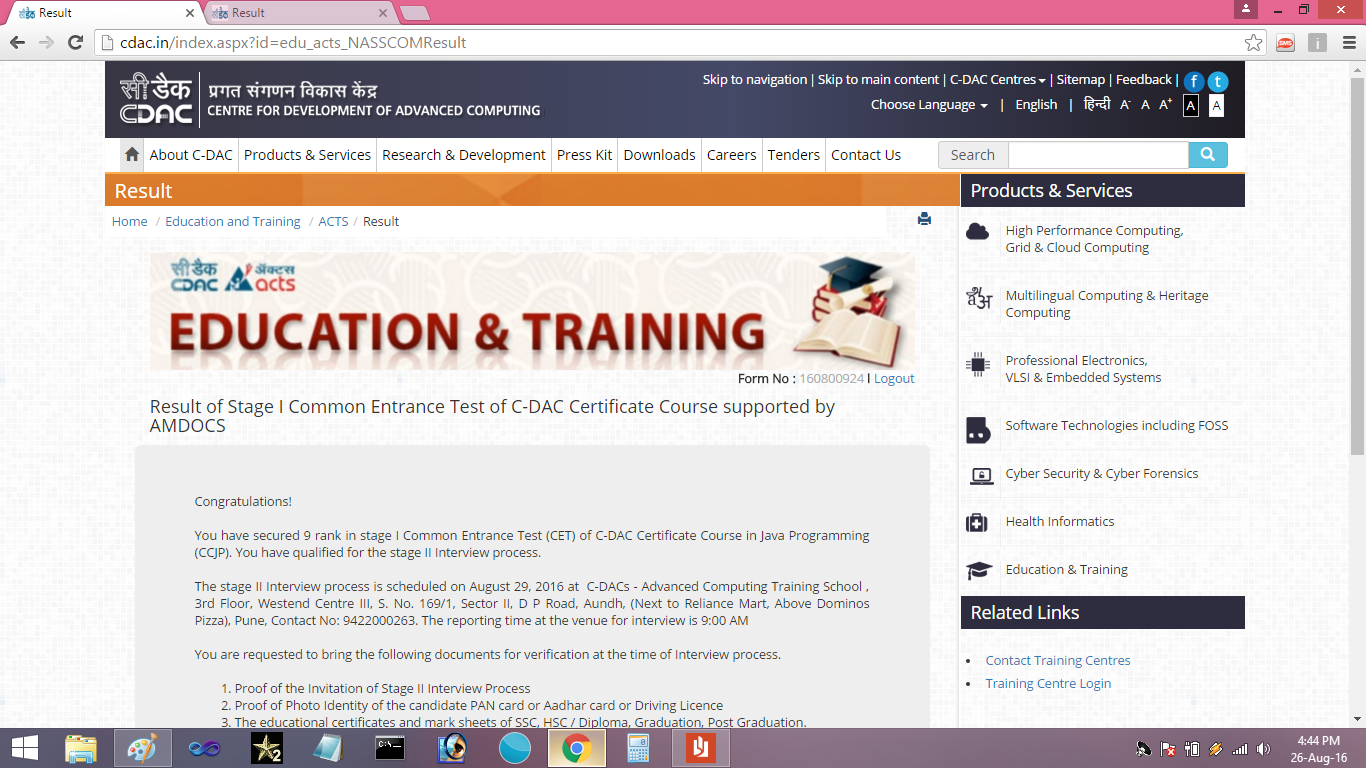 Result
Result
cdac.in/index.aspx?id=edu_acts_NASSCOMResult
SMS
सी डैक
CDAC
प्रगत संगणन विकास केंद्र
CENTRE FOR DEVELOPMENT OF ADVANCED COMPUTING
Skip to navigation | Skip to main content | C-DAC Centres | Sitemap | Feedback | f t
Choose Language | English | हिन्दी A- A A+ A A
About C-DAC Products & Services Research & Development Press Kit Downloads Careers Tenders Contact Us
Search
Result
Home / Education and Training / ACTS / Result
सी डैक
CDAC
ॲक्टस
acts
EDUCATION & TRAINING
Form No : 160800924 I Logout
Result of Stage I Common Entrance Test of C-DAC Certificate Course supported by
AMDOCS
Congratulations!
You have secured 9 rank in stage I Common Entrance Test (CET) of C-DAC Certificate Course in Java Programming
(CCJP). You have qualified for the stage II Interview process.
The stage II Interview process is scheduled on August 29, 2016 at C-DACs - Advanced Computing Training School ,
3rd Floor, Westend Centre III, S. No. 169/1, Sector II, D P Road, Aundh, (Next to Reliance Mart, Above Dominos
Pizza), Pune, Contact No: 9422000263. The reporting time at the venue for interview is 9:00 AM
You are requested to bring the following documents for verification at the time of Interview process.
1. Proof of the Invitation of Stage II Interview Process
2. Proof of Photo Identity of the candidate PAN card or Aadhar card or Driving Licence
3. The educational certificates and mark sheets of SSC, HSC / Diploma, Graduation, Post Graduation.
Products & Services
High Performance Computing,
Grid & Cloud Computing
Multilingual Computing & Heritage
Computing
Professional Electronics,
VLSI & Embedded Systems
Software Technologies including FOSS
Cyber Security & Cyber Forensics
Health Informatics
Education & Training
Related Links
Contact Training Centres
Training Centre Login
4:44 PM
26-Aug-16